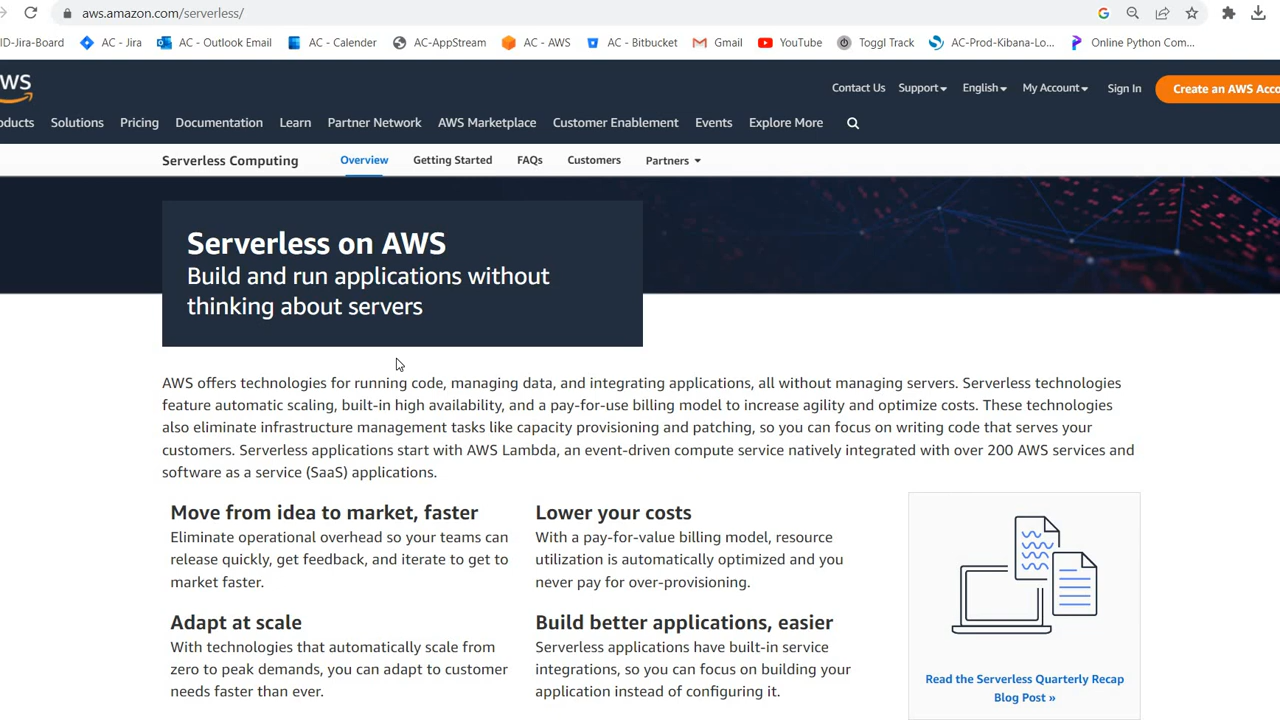 aws.amazon.com/serverless/
ID-Jira-Board AC - Jira AC - Outlook Email AC - Calender AC-AppStream AC - AWS AC - Bitbucket Gmail YouTube Toggl Track AC-Prod-Kibana-Lo... Online Python Com...
WS
Contact Us Support English My Account Sign In Create an AWS Acco
oducts Solutions Pricing Documentation Learn Partner Network AWS Marketplace Customer Enablement Events Explore More
Serverless Computing Overview Getting Started FAQs Customers Partners
Serverless on AWS
Build and run applications without
thinking about servers
AWS offers technologies for running code, managing data, and integrating applications, all without managing servers. Serverless technologies
feature automatic scaling, built-in high availability, and a pay-for-use billing model to increase agility and optimize costs. These technologies
also eliminate infrastructure management tasks like capacity provisioning and patching, so you can focus on writing code that serves your
customers. Serverless applications start with AWS Lambda, an event-driven compute service natively integrated with over 200 AWS services and
software as a service (SaaS) applications.
Move from idea to market, faster
Eliminate operational overhead so your teams can
release quickly, get feedback, and iterate to get to
market faster.
Lower your costs
With a pay-for-value billing model, resource
utilization is automatically optimized and you
never pay for over-provisioning.
Adapt at scale
With technologies that automatically scale from
zero to peak demands, you can adapt to customer
needs faster than ever.
Build better applications, easier
Serverless applications have built-in service
integrations, so you can focus on building your
application instead of configuring it.
Read the Serverless Quarterly Recap
Blog Post »